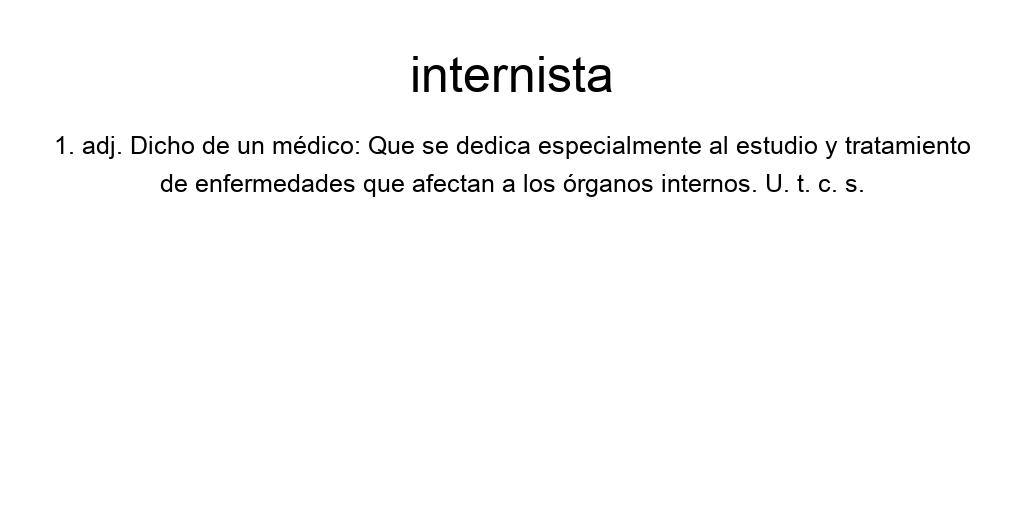 internista
1. adj. Dicho de un médico: Que se dedica especialmente al estudio y tratamiento
de enfermedades que afectan a los órganos internos. U. t. c. s.